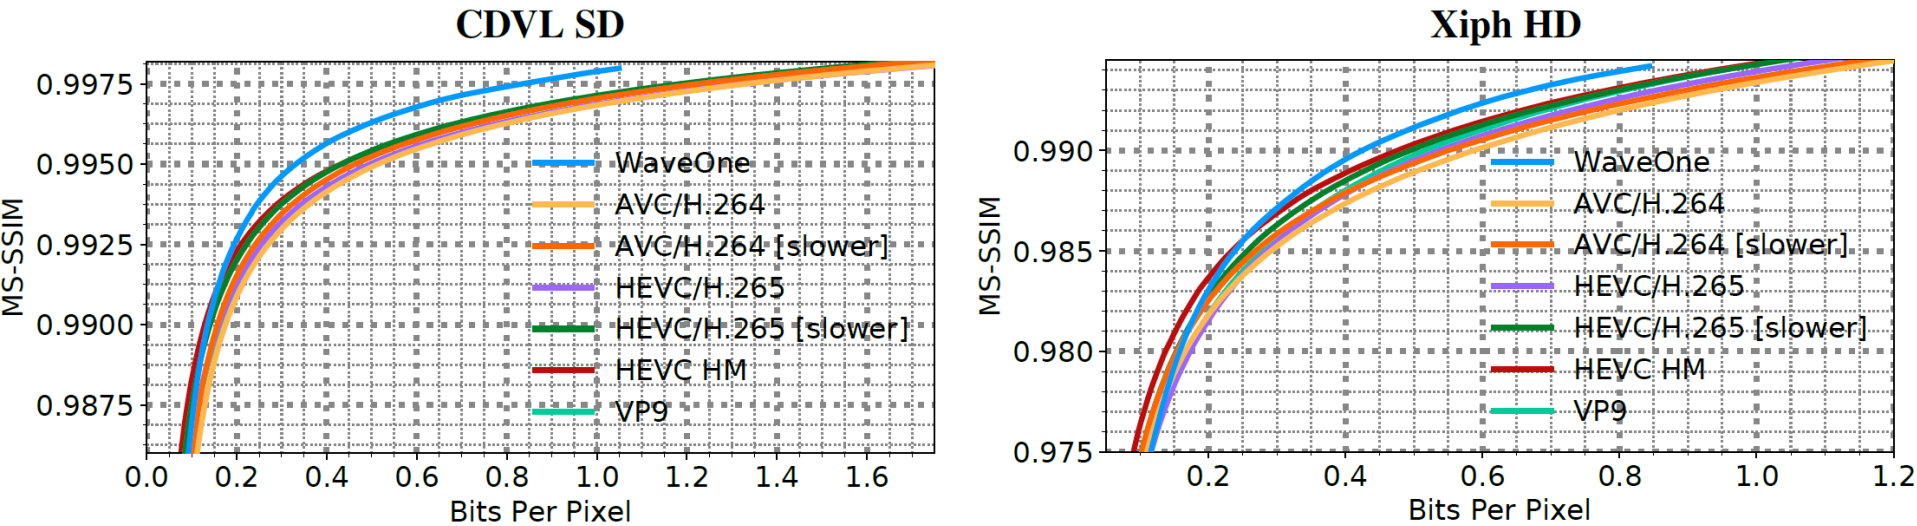 CDVL SD
MS-SSIM
0.9975
0.9950
0.9925
0.9900
0.9875
0.0 0.2 0.4 0.6 0.8 1.0 1.2 1.4 1.6
Bits Per Pixel
WaveOne
AVC/H.264
AVC/H.264 [slower]
HEVC/H.265
HEVC/H.265 [slower]
HEVC HM
VP9
Xiph HD
MS-SSIM
0.990
0.985
0.980
0.975
0.2 0.4 0.6 0.8 1.0 1.2
Bits Per Pixel
WaveOne
AVC/H.264
AVC/H.264 [slower]
HEVC/H.265
HEVC/H.265 [slower]
HEVC HM
VP9